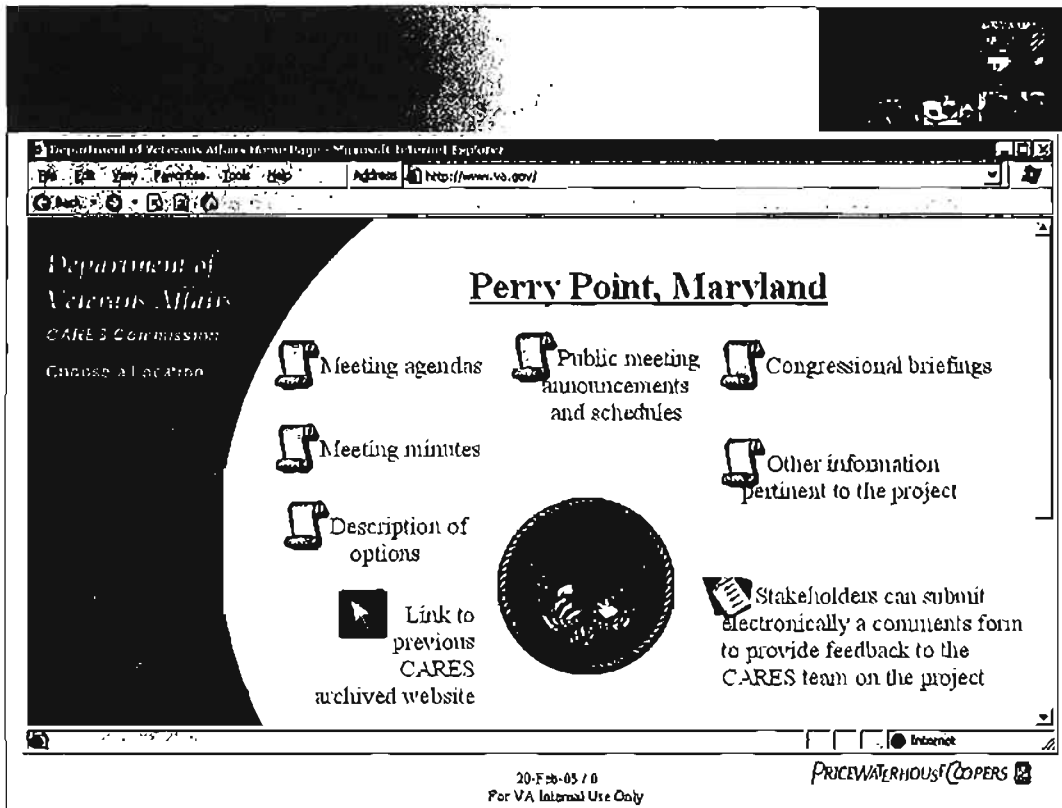 Department of Veterans Affairs Home Page - Microsoft Internet Explorer
File Edit View Favorites Tools Help Address http://www.va.gov/
Back
Department of
Veterans Affairs
CARES Commission
Choose a Location
Perry Point, Maryland
Meeting agendas
Meeting minutes
Description of
options
Link to
previous
CARES
archived website
Public meeting
announcements
and schedules
Congressional briefings
Other information
pertinent to the project
Stakeholders can submit
electronically a comments form
to provide feedback to the
CARES team on the project
Internet
20-Feb-05 / 0
For VA Internal Use Only
PRICEWATERHOUSECOOPERS